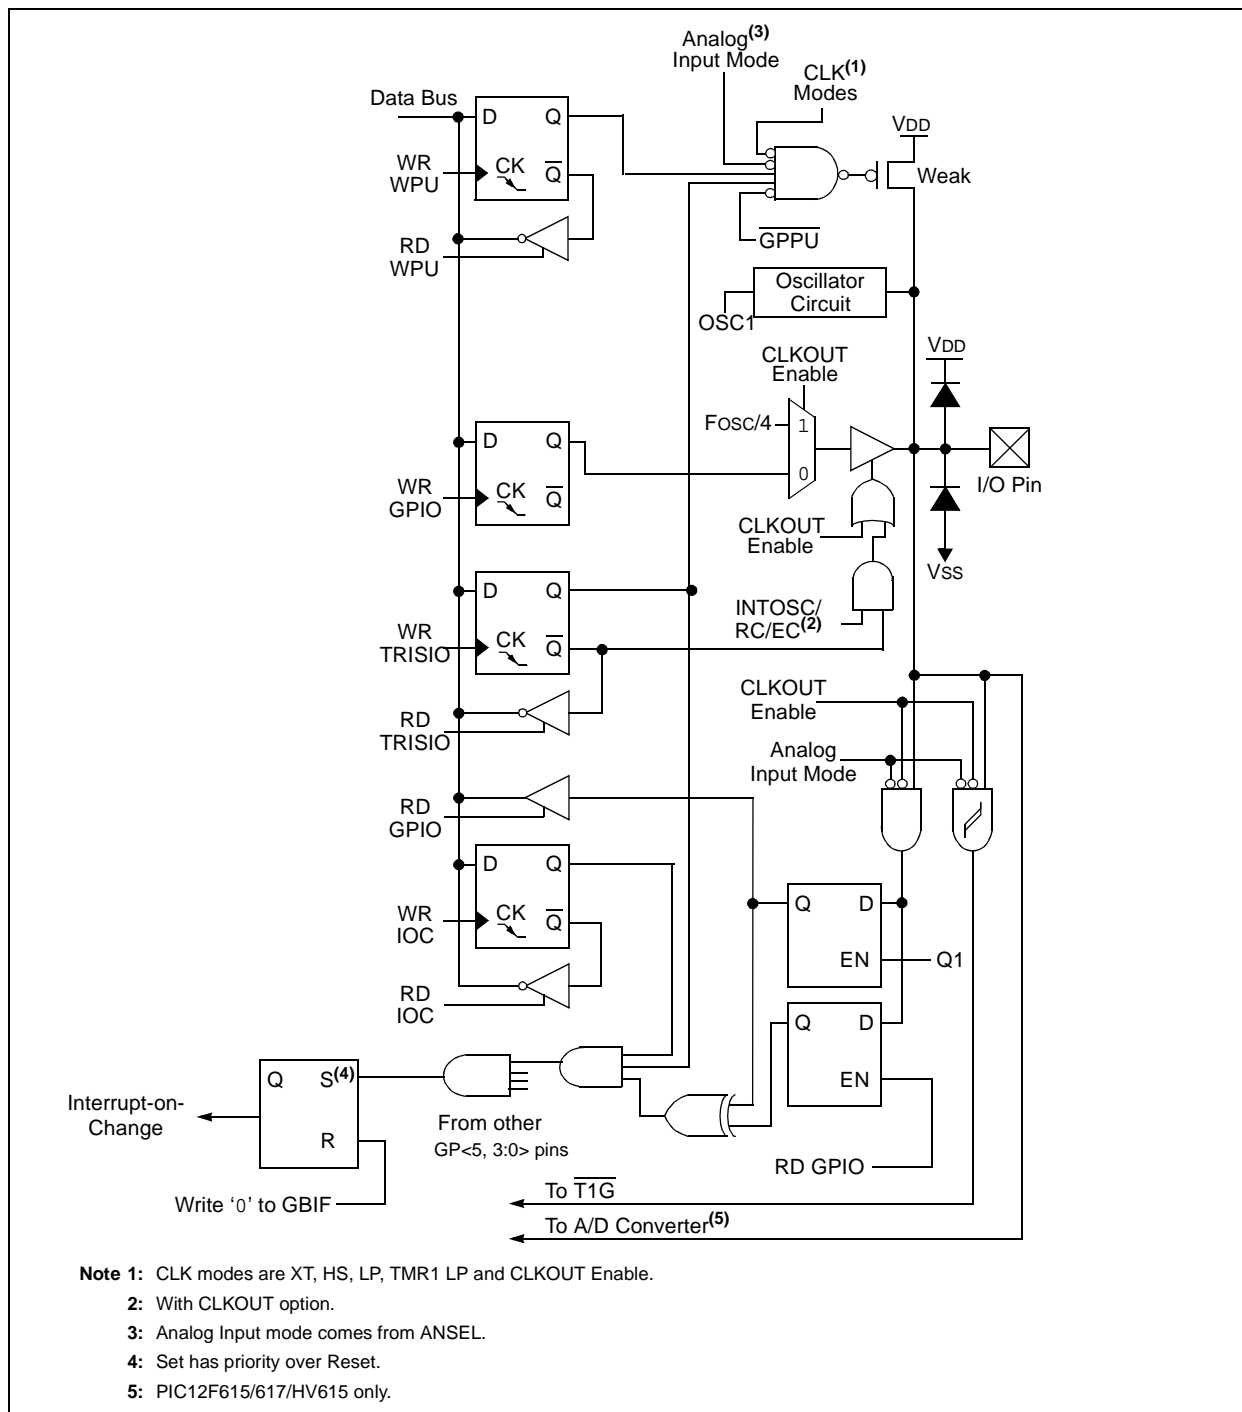 Analog(3)
Input Mode
CLK(1)
Modes
Data Bus
D Q
VDD
WR
WPU
CK Q
Weak
RD
WPU
GPPU
Oscillator
Circuit
OSC1
CLKOUT
Enable
VDD
FOSC/4
1
D Q
0
I/O Pin
WR
GPIO
CK Q
CLKOUT
Enable
VSS
D Q
INTOSC/
RC/EC(2)
WR
TRISIO
CK Q
CLKOUT
Enable
RD
TRISIO
Analog
Input Mode
RD
GPIO
D Q
Q D
WR
IOC
CK Q
EN
Q1
RD
IOC
Q D
EN
Q S(4)
Interrupt-on-
Change
R
From other
GP<5, 3:0> pins
RD GPIO
Write ‘0’ to GBIF
To T1G
To A/D Converter(5)
Note 1: CLK modes are XT, HS, LP, TMR1 LP and CLKOUT Enable.
2: With CLKOUT option.
3: Analog Input mode comes from ANSEL.
4: Set has priority over Reset.
5: PIC12F615/617/HV615 only.